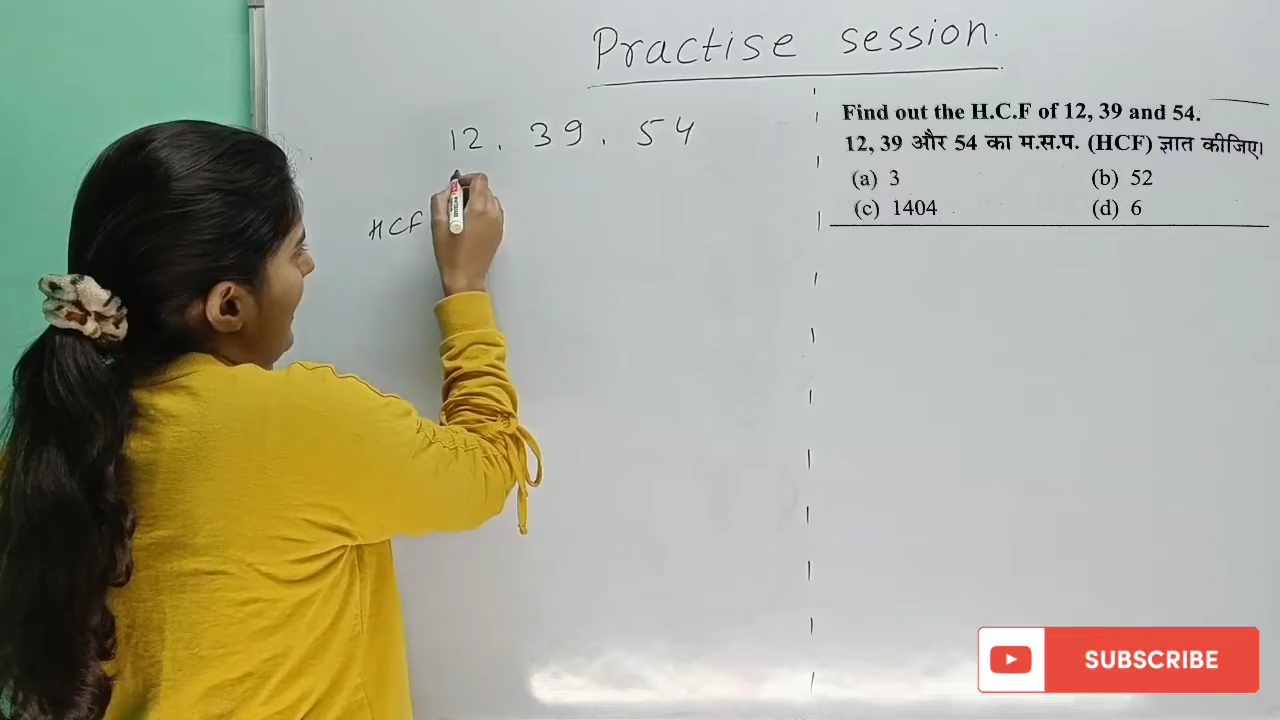 Practise session.
12, 39, 54
HCF
Find out the H.C.F of 12, 39 and 54.
12, 39 और 54 का म.स.प. (HCF) ज्ञात कीजिए।
(a) 3 (b) 52
(c) 1404 (d) 6
SUBSCRIBE